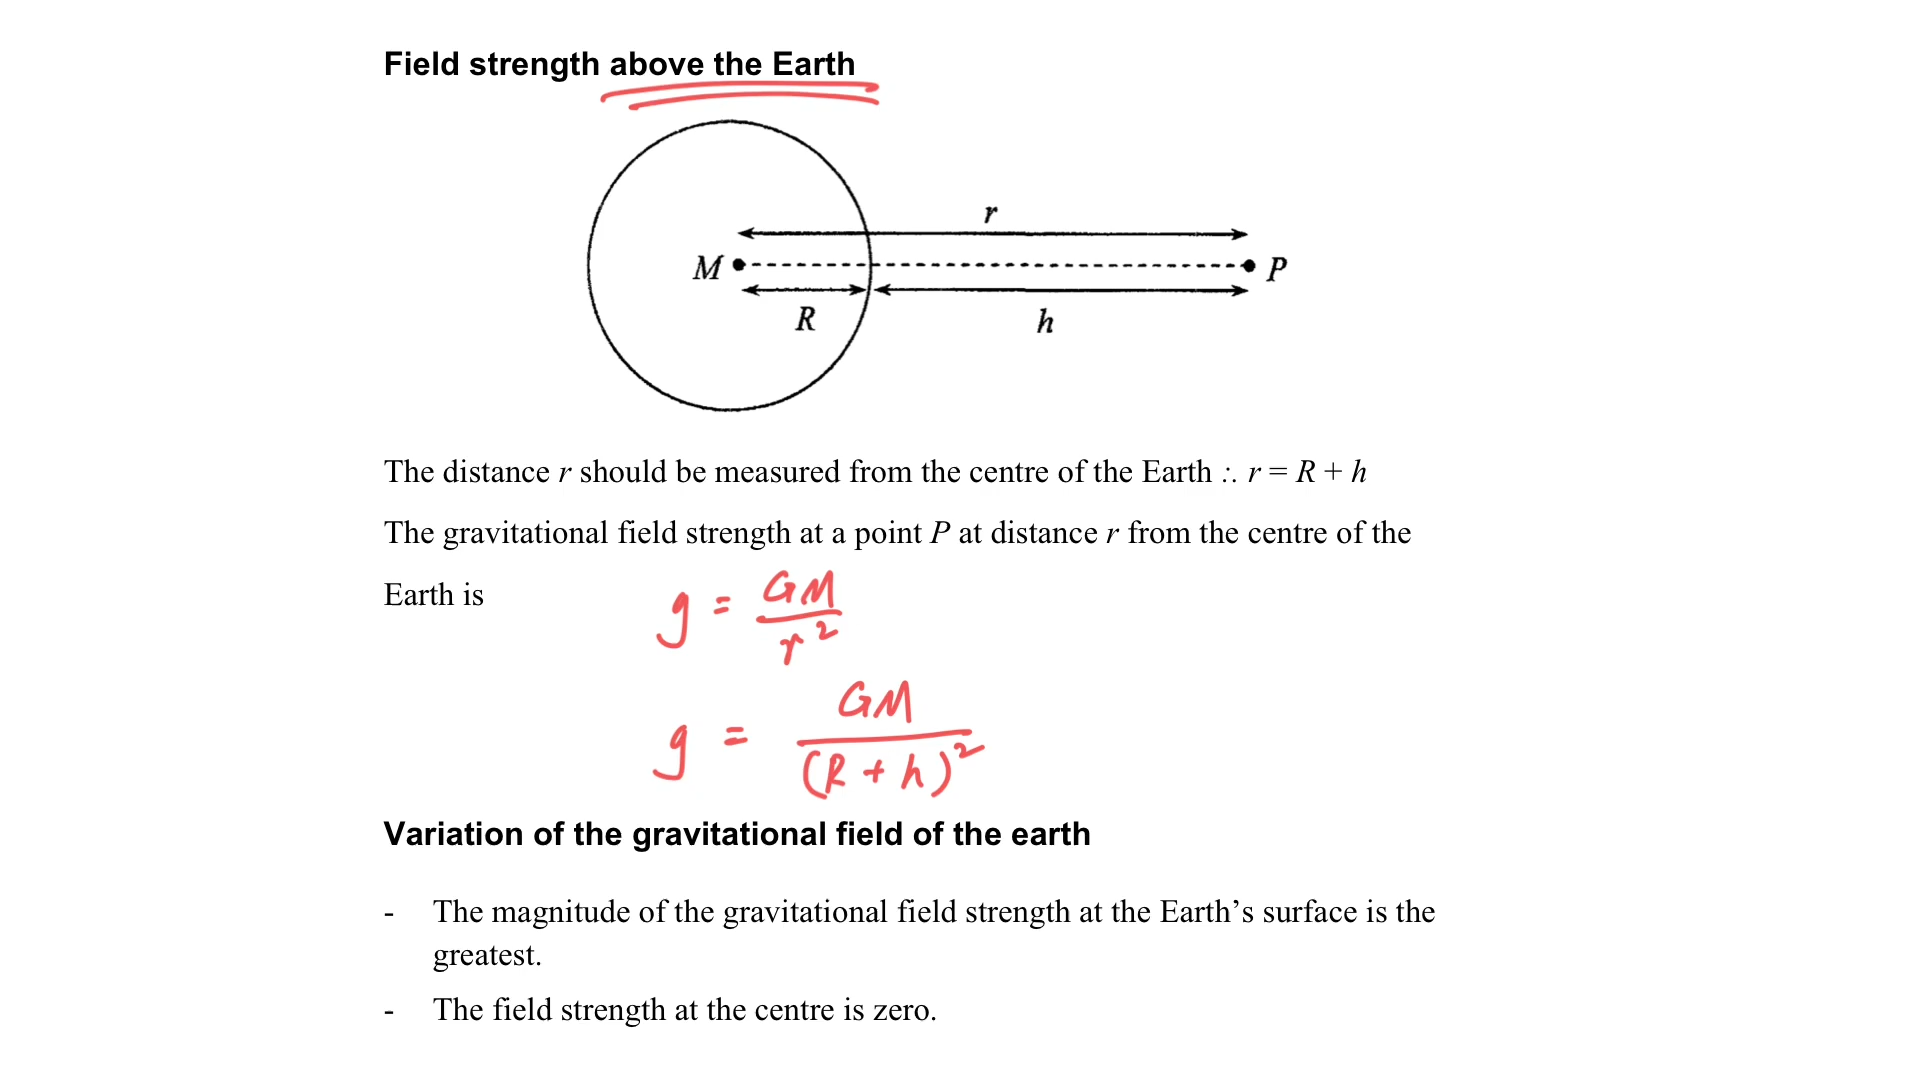 Field strength above the Earth
r
M P
R h
The distance r should be measured from the centre of the Earth ∴ r = R + h
The gravitational field strength at a point P at distance r from the centre of the
Earth is
g = GM / r²
g = GM / (R + h)²
Variation of the gravitational field of the earth
- The magnitude of the gravitational field strength at the Earth’s surface is the
greatest.
- The field strength at the centre is zero.